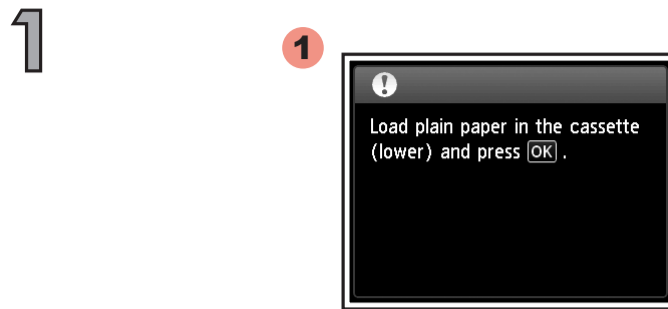 1
1
!
Load plain paper in the cassette
(lower) and press OK .